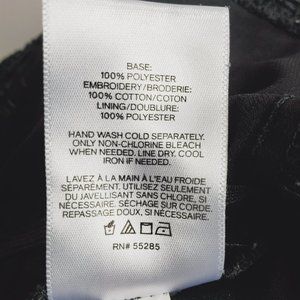 BASE:
100% POLYESTER
EMBROIDERY/BRODERIE:
100% COTTON/COTON
LINING/DOUBLURE:
100% POLYESTER
HAND WASH COLD SEPARATELY.
ONLY NON-CHLORINE BLEACH
WHEN NEEDED. LINE DRY. COOL
IRON IF NEEDED.
LAVEZ À LA MAIN À L'EAU FROIDE
SÉPAREMENT. UTILISEZ SEULEMENT
DU JAVELLISANT SANS CHLORE, SI
NÉCESSAIRE. SÉCHAGE SUR CORDE.
REPASSAGE DOUX, SI NÉCESSAIRE.
RN# 55285